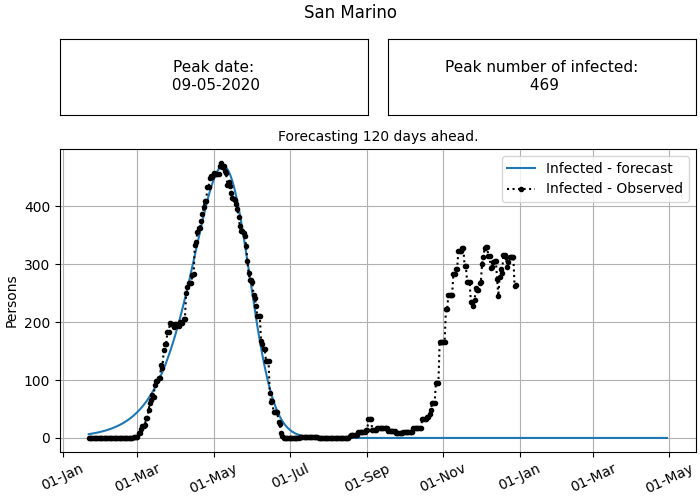 San Marino
Peak date:
09-05-2020
Peak number of infected:
469
Forecasting 120 days ahead.
Infected - forecast
Infected - Observed
Persons
400
300
200
100
0
01-Jan
01-Mar
01-May
01-Jul
01-Sep
01-Nov
01-Jan
01-Mar
01-May